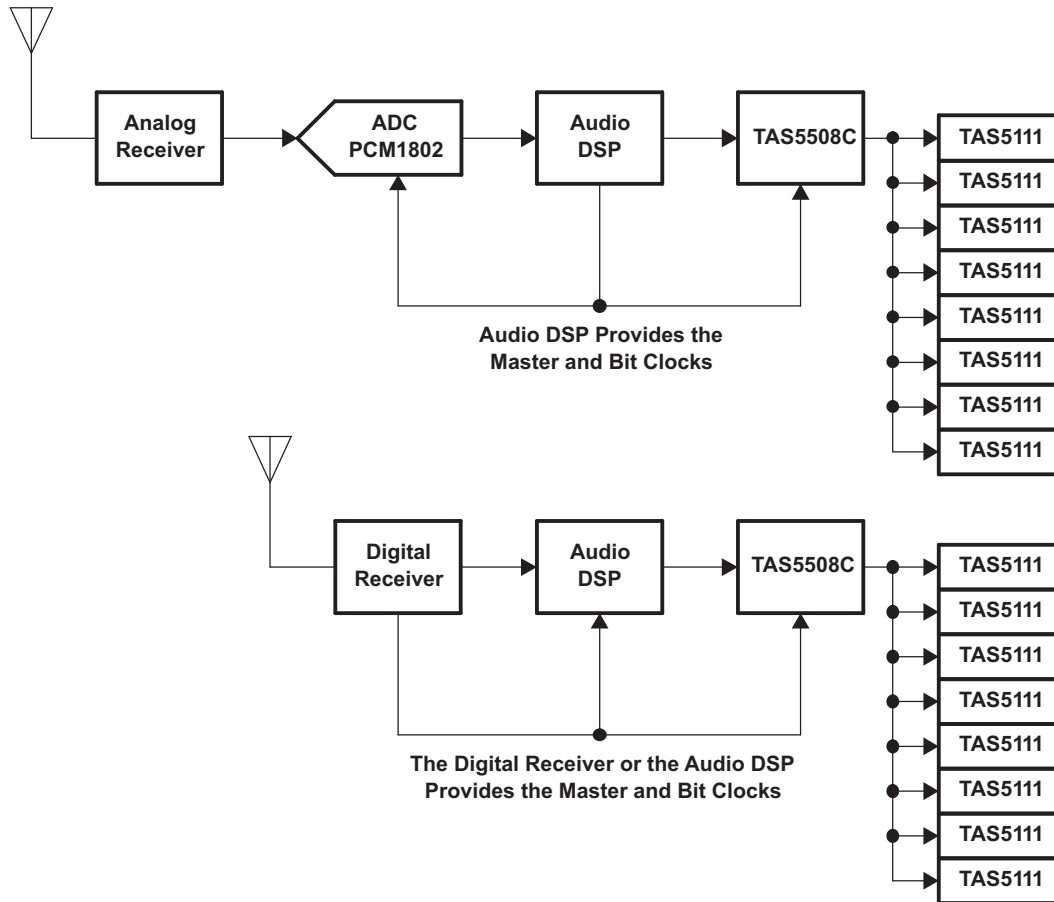 Analog
Receiver
ADC
PCM1802
Audio
DSP
TAS5508C
TAS5111
TAS5111
TAS5111
TAS5111
TAS5111
TAS5111
TAS5111
TAS5111
Audio DSP Provides the
Master and Bit Clocks
Digital
Receiver
Audio
DSP
TAS5508C
TAS5111
TAS5111
TAS5111
TAS5111
TAS5111
TAS5111
TAS5111
TAS5111
The Digital Receiver or the Audio DSP
Provides the Master and Bit Clocks